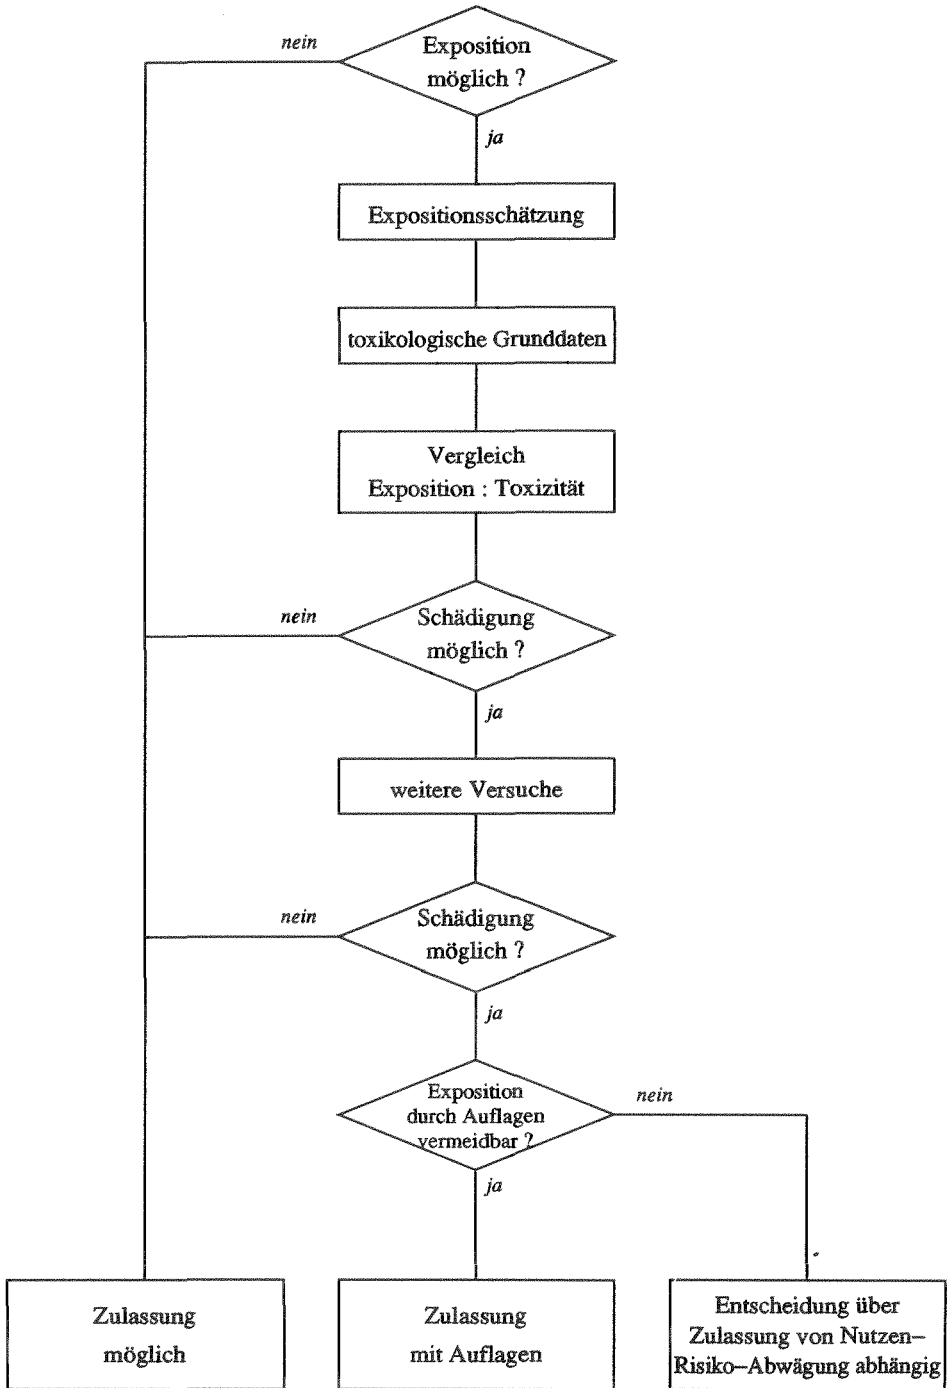 nein
Exposition
möglich ?
ja
Expositionsschätzung
toxikologische Grunddaten
Vergleich
Exposition : Toxizität
nein
Schädigung
möglich ?
ja
weitere Versuche
nein
Schädigung
möglich ?
ja
Exposition
durch Auflagen
vermeidbar ?
nein
ja
Zulassung
möglich
Zulassung
mit Auflagen
Entscheidung über
Zulassung von Nutzen–
Risiko–Abwägung abhängig